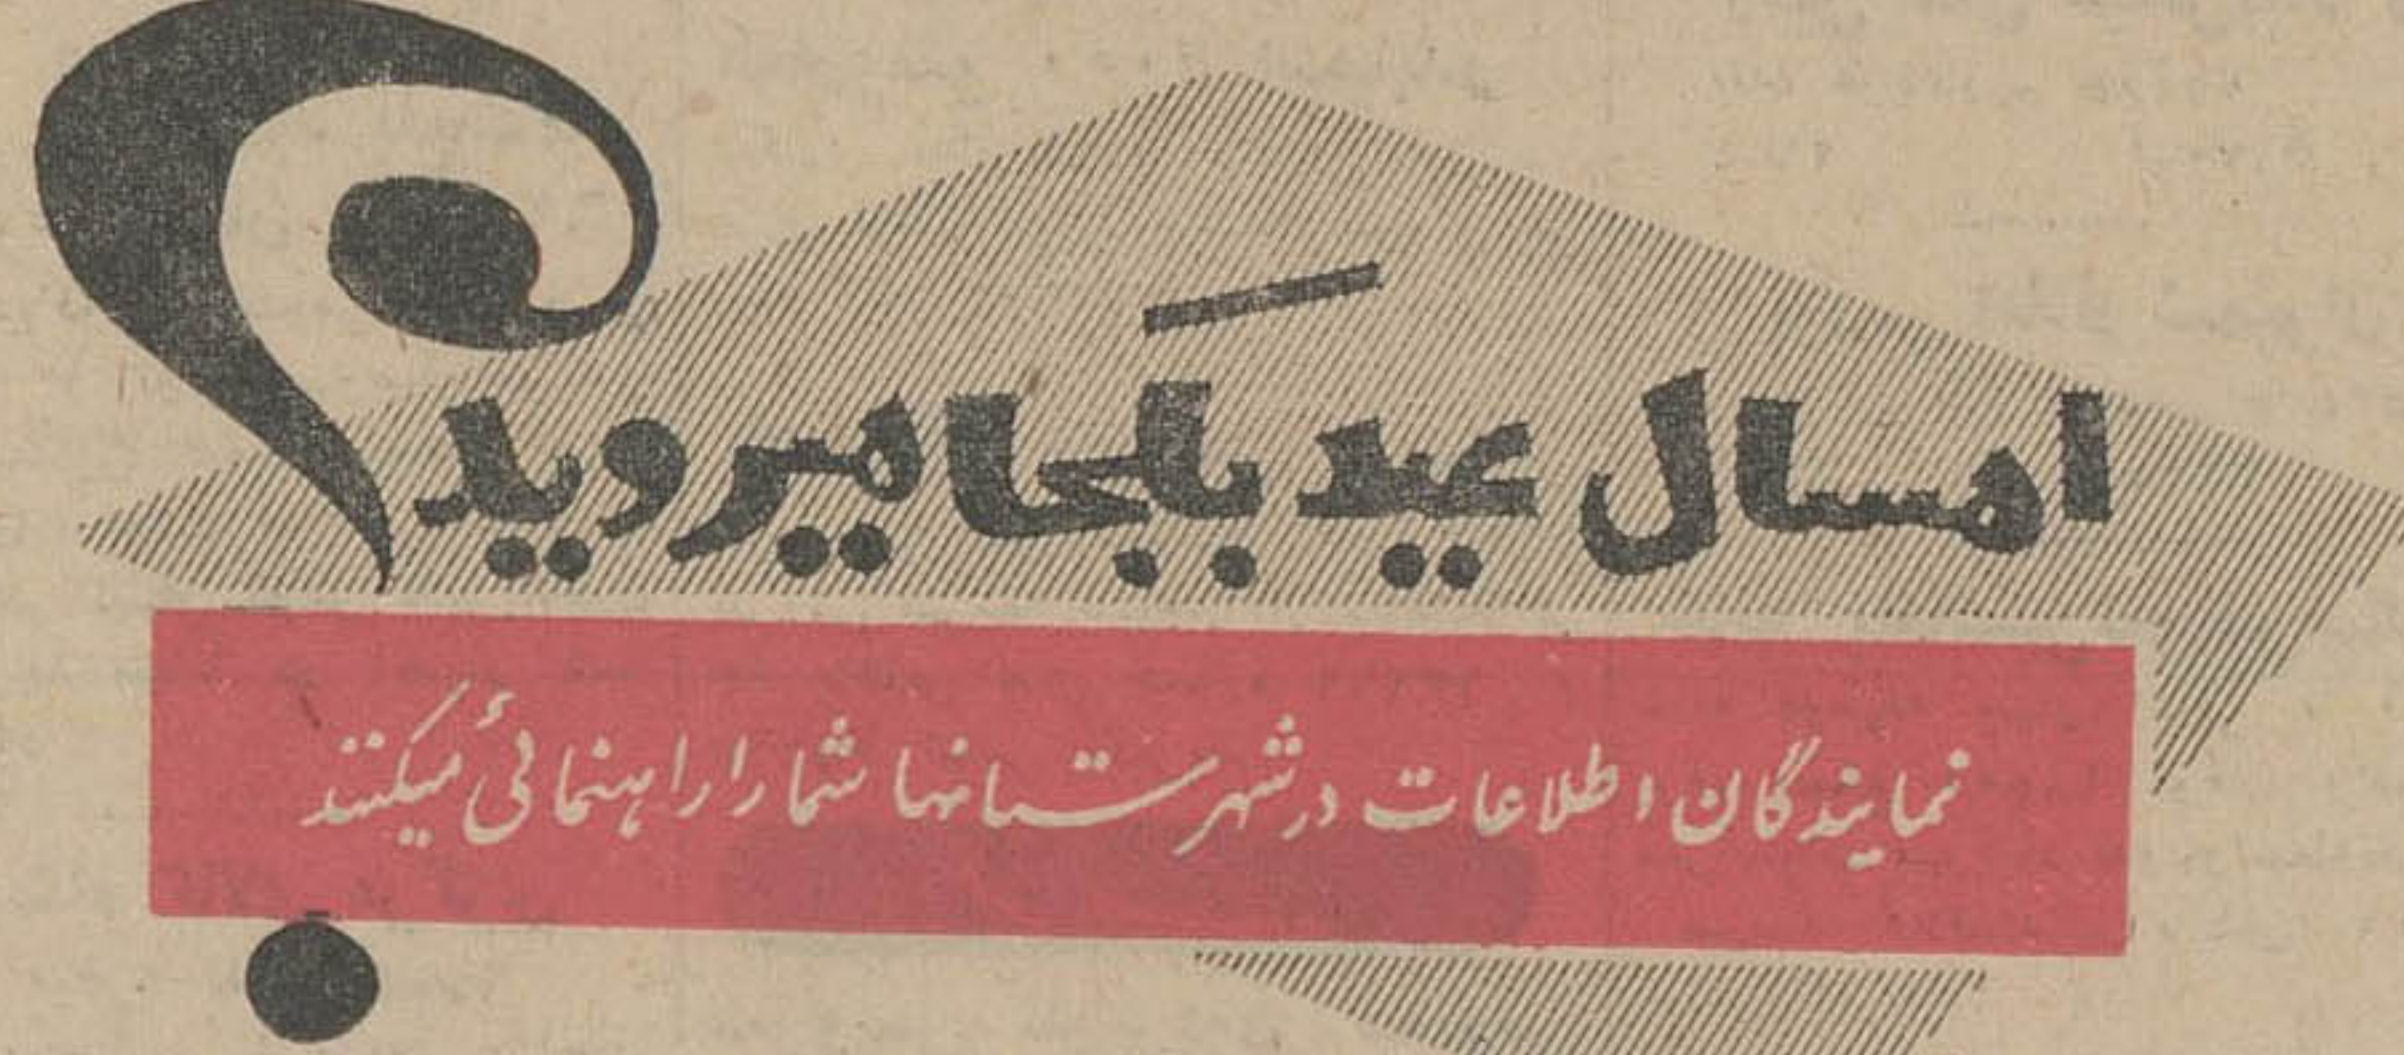 امسال عید بکجا میروید؟
نمایندگان اطلاعات در شهرستانها شما را راهنمائی میکنند